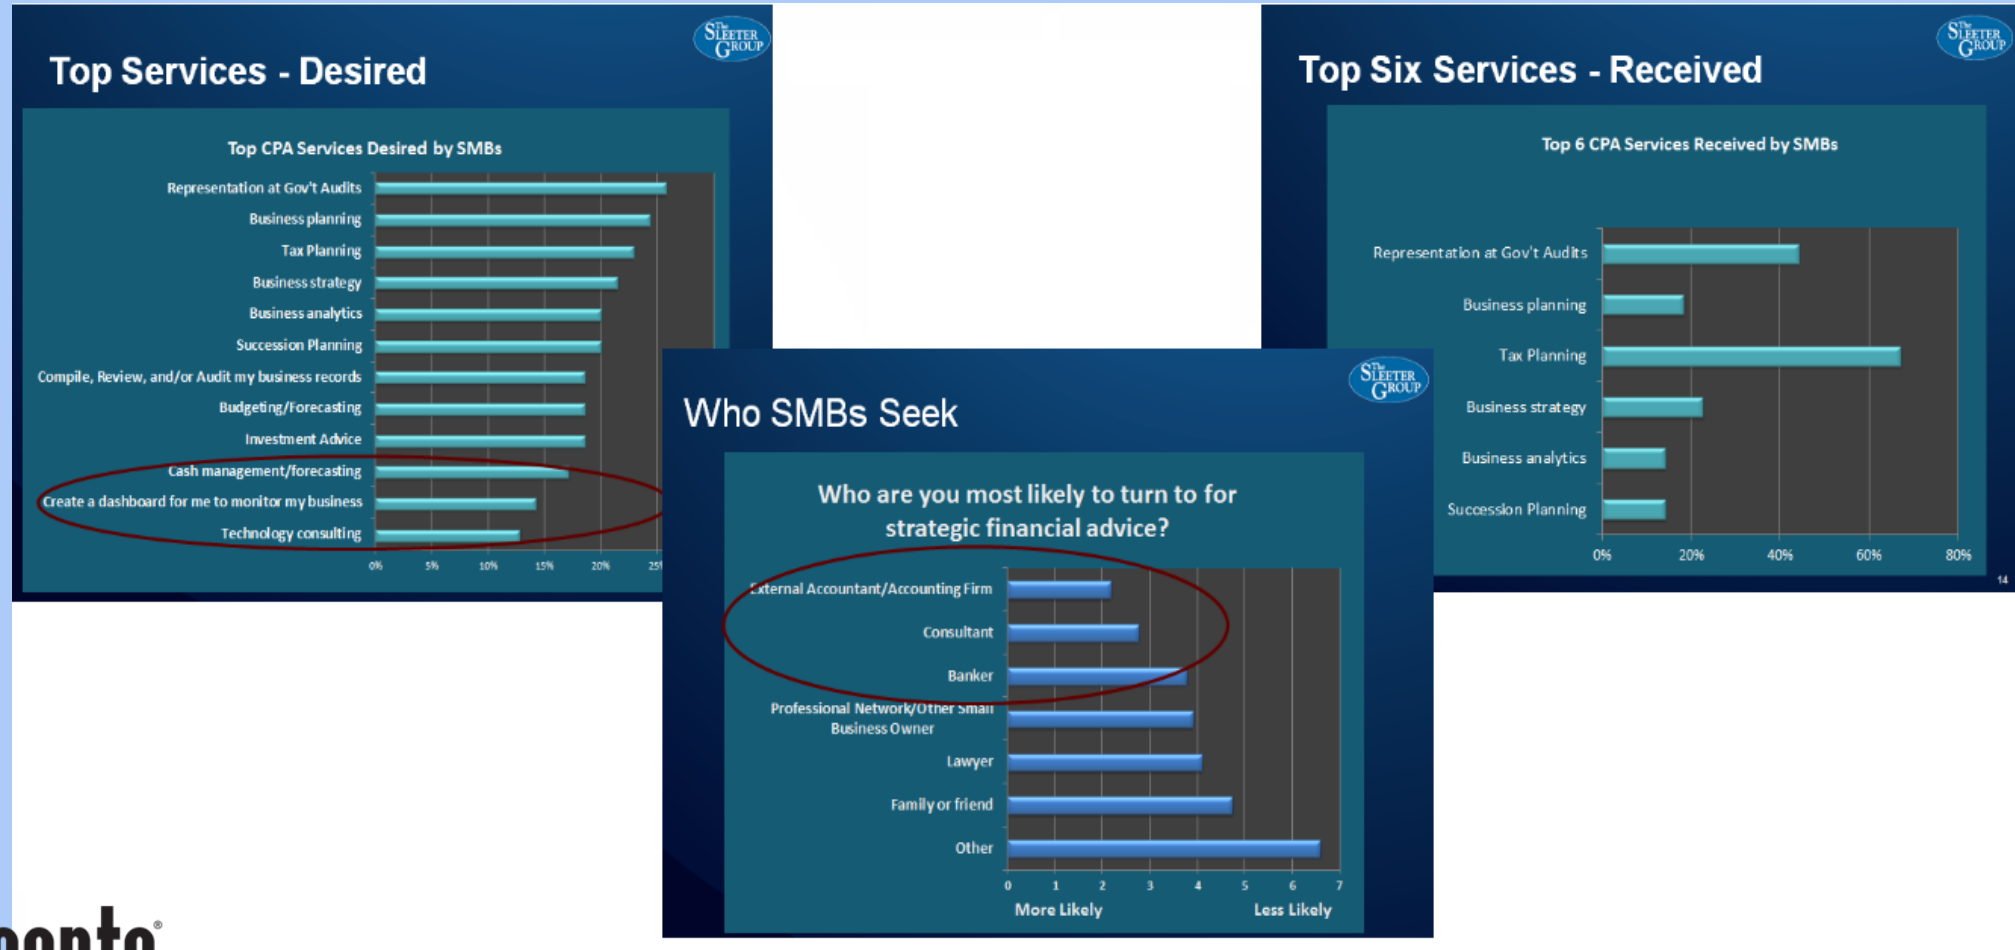 The
SLEETER
GROUP
Top Services - Desired
Top CPA Services Desired by SMBs
Representation at Gov't Audits
Business planning
Tax Planning
Business strategy
Business analytics
Succession Planning
Compile, Review, and/or Audit my business records
Budgeting/Forecasting
Investment Advice
Cash management/forecasting
Create a dashboard for me to monitor my business
Technology consulting
0% 5% 10% 15% 20%
The
SLEETER
GROUP
Who SMBs Seek
Who are you most likely to turn to for
strategic financial advice?
External Accountant/Accounting Firm
Consultant
Banker
Professional Network/Other Small
Business Owner
Lawyer
Family or friend
Other
0 1 2 3 4 5 6 7
More Likely Less Likely
The
SLEETER
GROUP
Top Six Services - Received
Top 6 CPA Services Received by SMBs
Representation at Gov't Audits
Business planning
Tax Planning
Business strategy
Business analytics
Succession Planning
0% 20% 40% 60% 80%
14